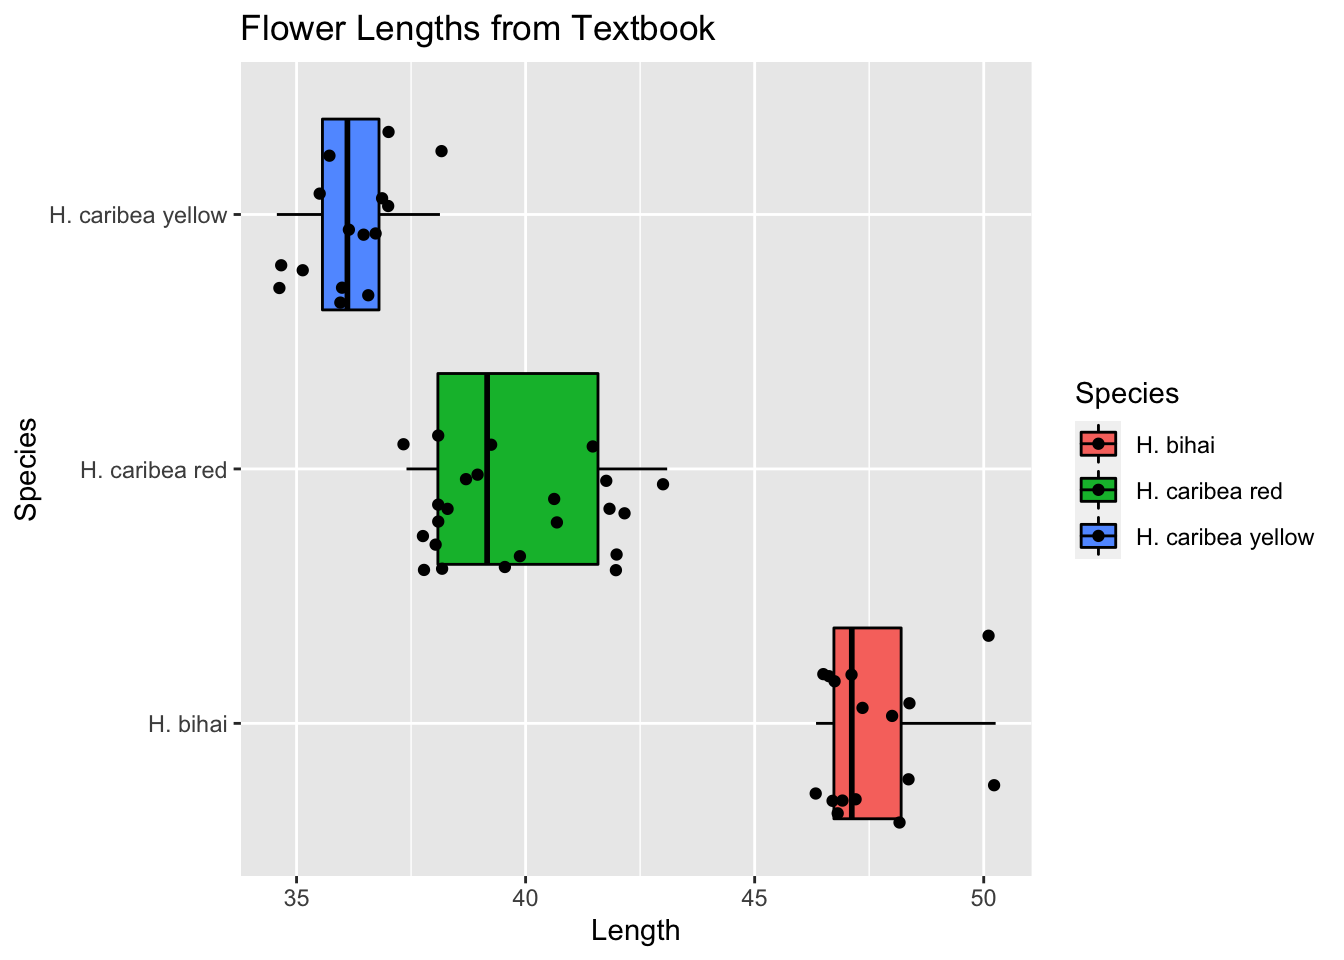 Flower Lengths from Textbook
Species
H. caribea yellow
H. caribea red
H. bihai
35 40 45 50
Length
Species
H. bihai
H. caribea red
H. caribea yellow